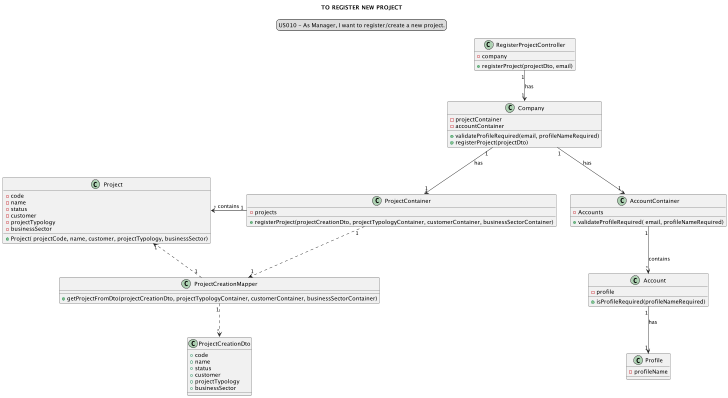 TO REGISTER NEW PROJECT
US010 - As Manager, I want to register/create a new project.
C RegisterProjectController
company
registerProject(projectDto, email)
1
has
1
C Company
projectContainer
accountContainer
validateProfileRequired(email, profileNameRequired)
registerProject(projectDto)
1
1
has
has
1
1
C Project
code
name
status
customer
projectTypology
businessSector
Project( projectCode, name, customer, projectTypology, businessSector)
contains
1
C ProjectContainer
projects
registerProject(projectCreationDto, projectTypologyContainer, customerContainer, businessSectorContainer)
C AccountContainer
Accounts
validateProfileRequired( email, profileNameRequired)
1
1
1
contains
1
1
C ProjectCreationMapper
getProjectFromDto(projectCreationDto, projectTypologyContainer, customerContainer, businessSectorContainer)
C Account
profile
isProfileRequired(profileNameRequired)
1
1
has
1
C ProjectCreationDto
code
name
status
customer
projectTypology
businessSector
C Profile
profileName